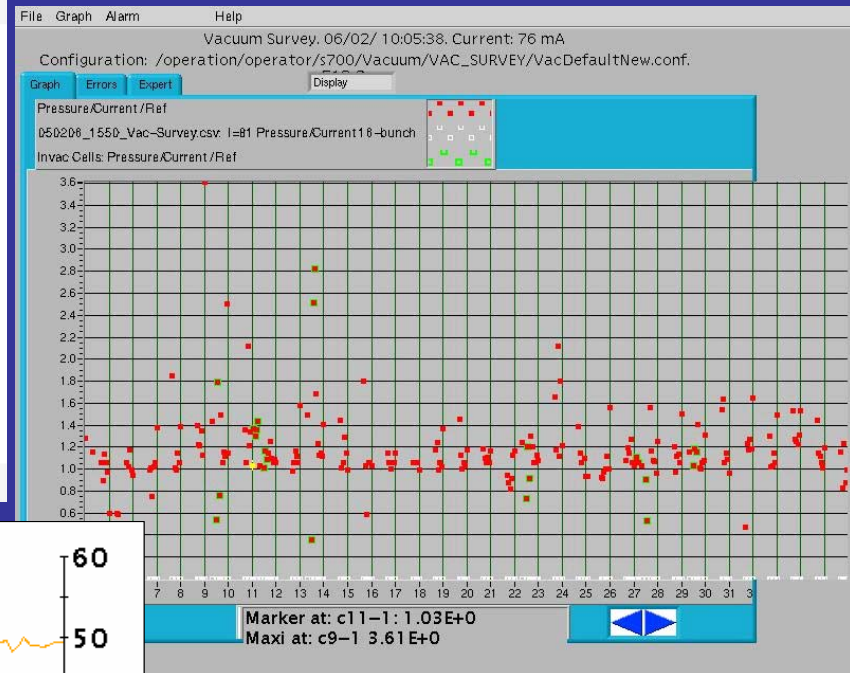 File Graph Alarm Help
Vacuum Survey. 06/02/ 10:05:38. Current: 76 mA
Configuration: /operation/operator/s700/Vacuum/VAC_SURVEY/VacDefaultNew.conf.
Graph Errors Expert Display
Pressure/Current/Ref
050206_1550_Vac-Survey.csv: I=81 Pressure/Current16-bunch
Invac Cells: Pressure/Current/Ref
3.6
3.4
3.2
3.0
2.8
2.6
2.4
2.2
2.0
1.8
1.6
1.4
1.2
1.0
0.8
0.6
60
7 8 9 10 11 12 13 14 15 16 17 18 19 20 21 22 23 24 25 26 27 28 29 30 31 3
Marker at: c11-1: 1.03E+0
Maxi at: c9-1 3.61E+0
50